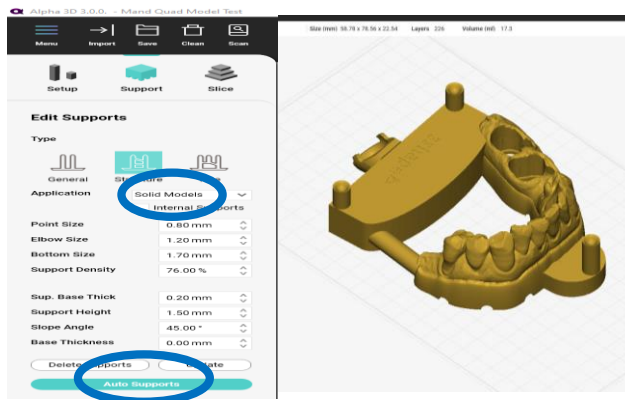 Alpha 3D 3.0.0. - Mand Quad Model Test
Menu Import Save Clean Scan
Setup Support Slice
Edit Supports
Type
General
Application Solid Models
Internal
Point Size 0.80 mm
Elbow Size 1.20 mm
Bottom Size 1.70 mm
Support Density 76.00 %
Sup. Base Thick 0.20 mm
Support Height 1.50 mm
Slope Angle 45.00 °
Base Thickness 0.00 mm
Auto Supports
Size (mm) 58.78 x 78.56 x 22.54 Layers 226 Volume (ml) 17.3